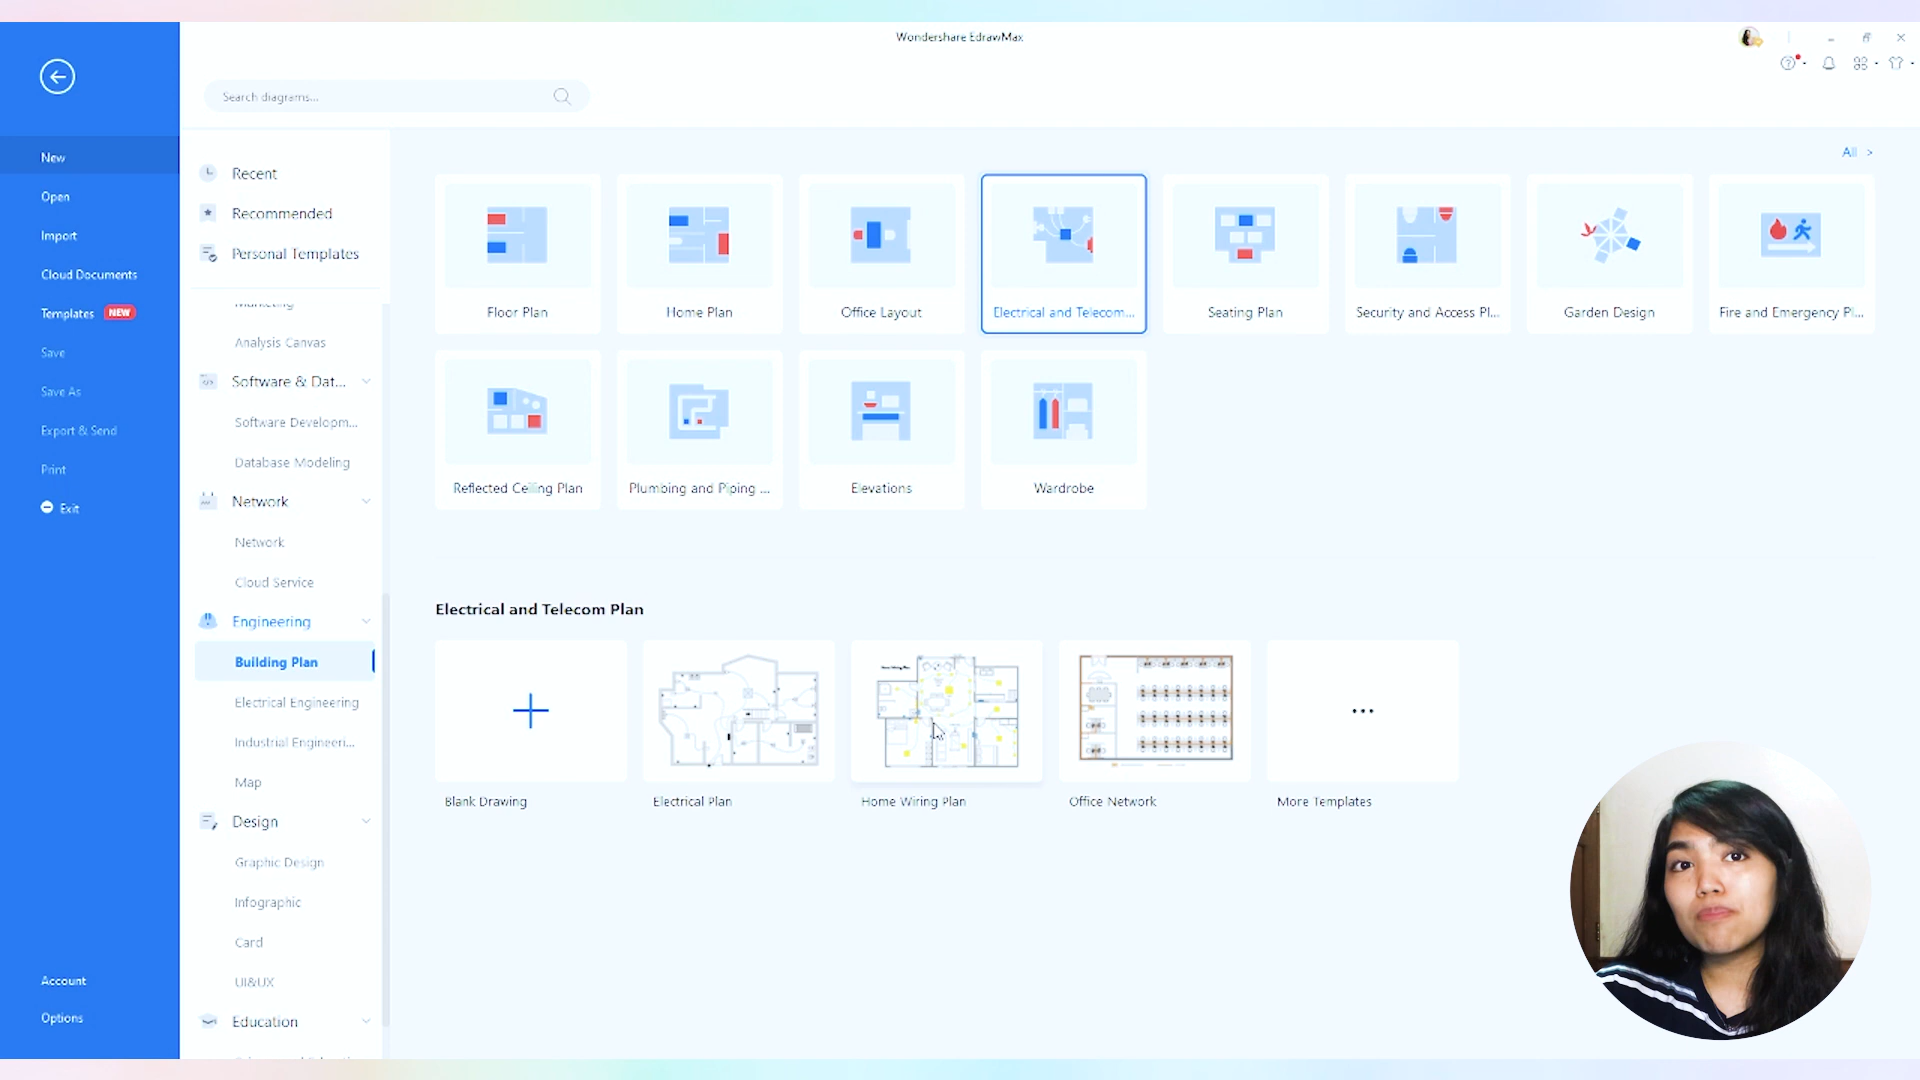 Wondershare EdrawMax
Search diagrams...
New
Open
Import
Cloud Documents
Templates NEW
Save
Save As
Export & Send
Print
Exit
Account
Options
Recent
Recommended
Personal Templates
Marketing
Analysis Canvas
Software & Dat...
Software Developm...
Database Modeling
Network
Network
Cloud Service
Engineering
Building Plan
Electrical Engineering
Industrial Engineeri...
Map
Design
Graphic Design
Infographic
Card
UI&UX
Education
All >
Floor Plan
Home Plan
Office Layout
Electrical and Telecom...
Seating Plan
Security and Access Pl...
Garden Design
Fire and Emergency Pl...
Reflected Ceiling Plan
Plumbing and Piping ...
Elevations
Wardrobe
Electrical and Telecom Plan
Home Wiring Plan
Blank Drawing
Electrical Plan
Home Wiring Plan
Office Network
More Templates